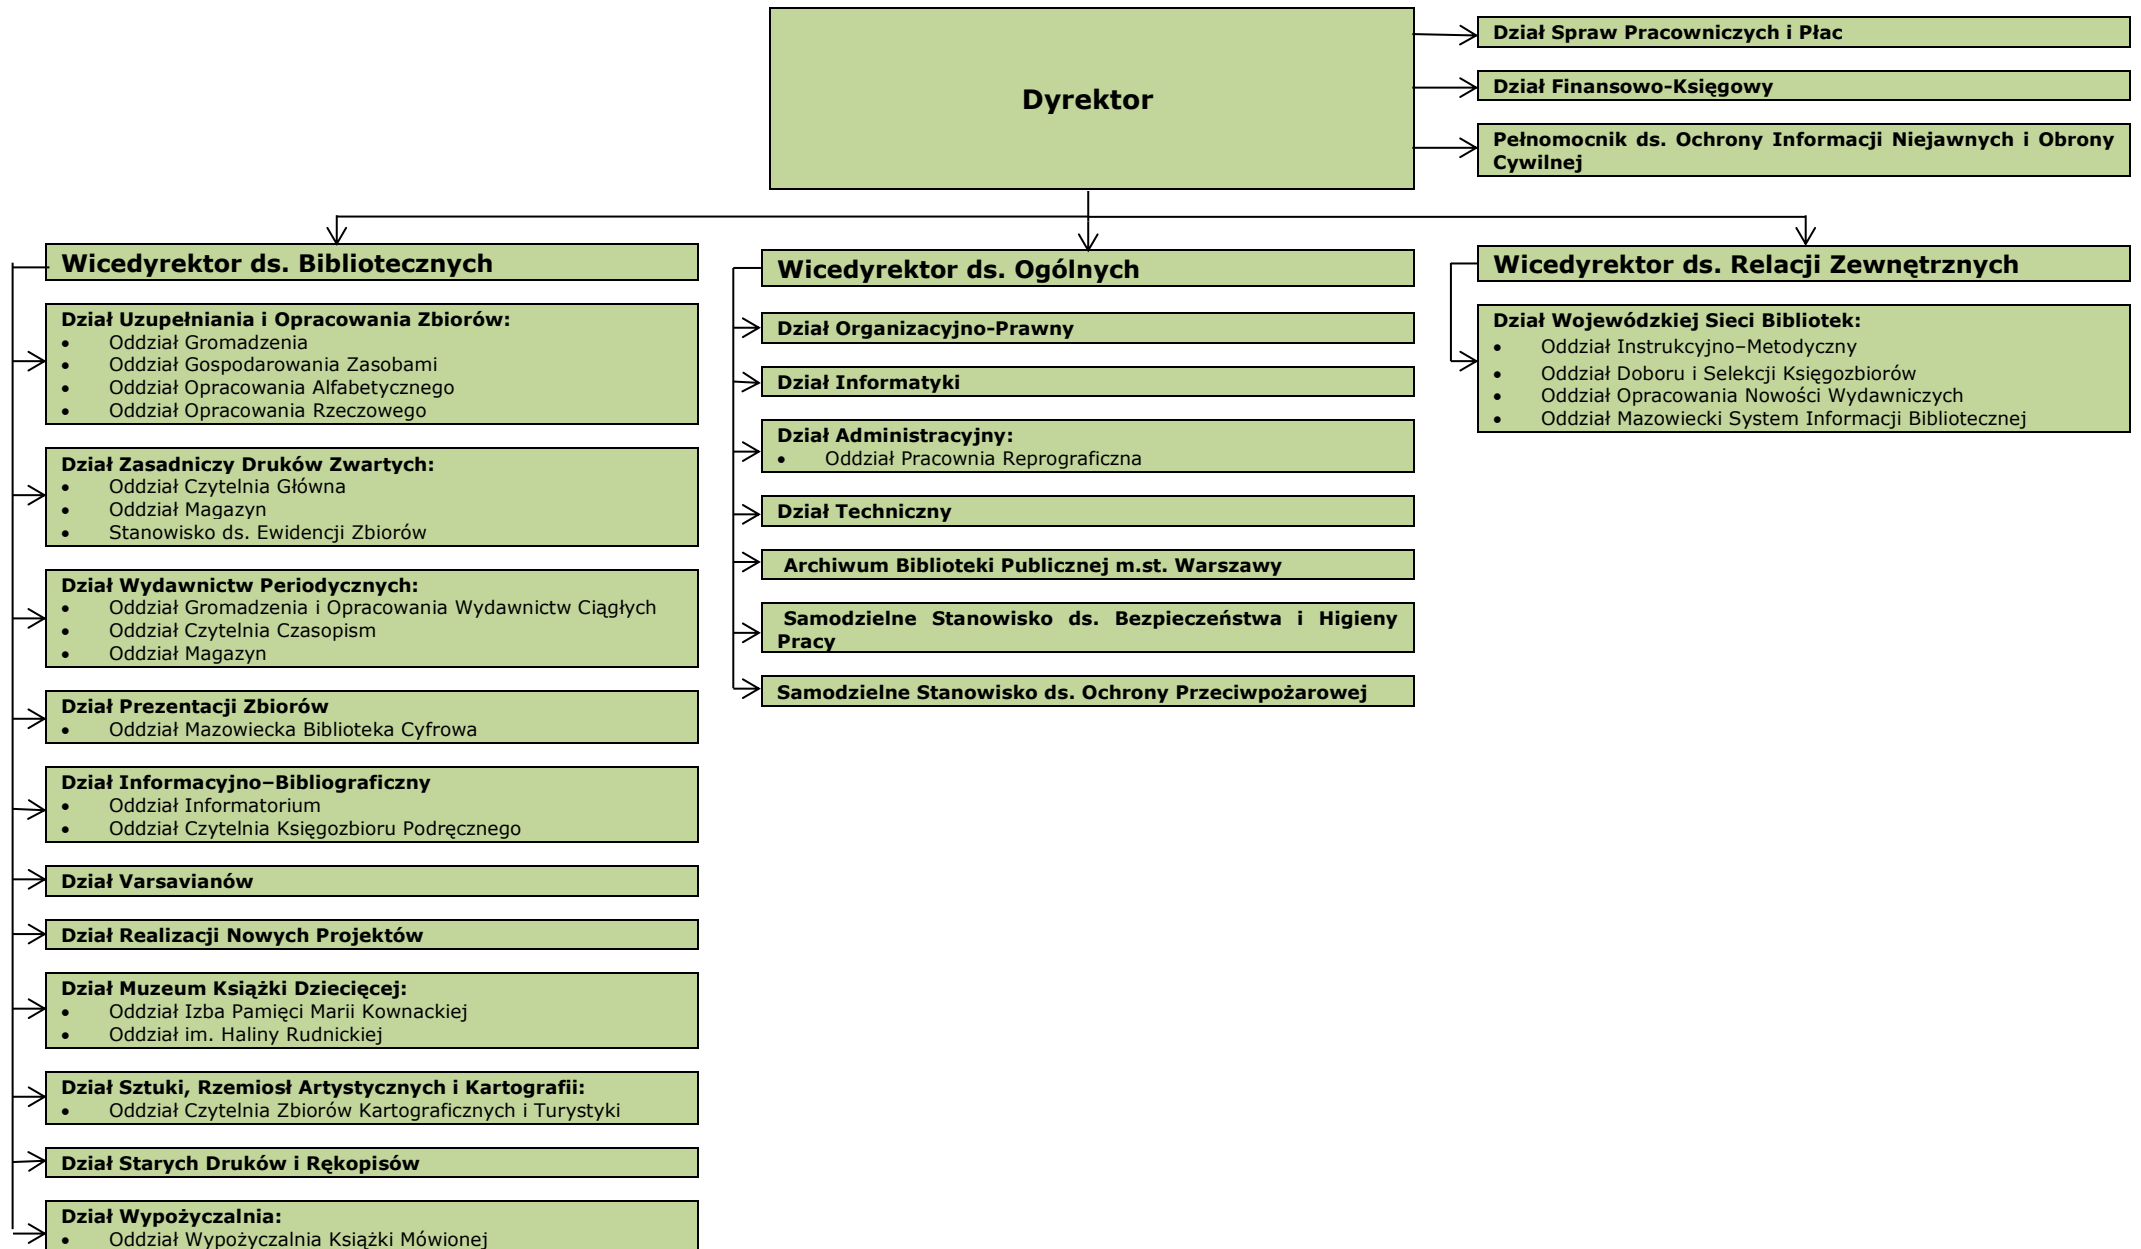 Dyrektor
Dział Spraw Pracowniczych i Płac
Dział Finansowo-Księgowy
Pełnomocnik ds. Ochrony Informacji Niejawnych i Obrony
Cywilnej
Wicedyrektor ds. Bibliotecznych
Dział Uzupełniania i Opracowania Zbiorów:
• Oddział Gromadzenia
• Oddział Gospodarowania Zasobami
• Oddział Opracowania Alfabetycznego
• Oddział Opracowania Rzeczowego
Dział Zasadniczy Druków Zwartych:
• Oddział Czytelnia Główna
• Oddział Magazyn
• Stanowisko ds. Ewidencji Zbiorów
Dział Wydawnictw Periodycznych:
• Oddział Gromadzenia i Opracowania Wydawnictw Ciągłych
• Oddział Czytelnia Czasopism
• Oddział Magazyn
Dział Prezentacji Zbiorów
• Oddział Mazowiecka Biblioteka Cyfrowa
Dział Informacyjno–Bibliograficzny
• Oddział Informatorium
• Oddział Czytelnia Księgozbioru Podręcznego
Dział Varsavianów
Dział Realizacji Nowych Projektów
Dział Muzeum Książki Dziecięcej:
• Oddział Izba Pamięci Marii Kownackiej
• Oddział im. Haliny Rudnickiej
Dział Sztuki, Rzemiosł Artystycznych i Kartografii:
• Oddział Czytelnia Zbiorów Kartograficznych i Turystyki
Dział Starych Druków i Rękopisów
Dział Wypożyczalnia:
• Oddział Wypożyczalnia Książki Mówionej
Wicedyrektor ds. Ogólnych
Dział Organizacyjno-Prawny
Dział Informatyki
Dział Administracyjny:
• Oddział Pracownia Reprograficzna
Dział Techniczny
Archiwum Biblioteki Publicznej m.st. Warszawy
Samodzielne Stanowisko ds. Bezpieczeństwa i Higieny
Pracy
Samodzielne Stanowisko ds. Ochrony Przeciwpożarowej
Wicedyrektor ds. Relacji Zewnętrznych
Dział Wojewódzkiej Sieci Bibliotek:
• Oddział Instrukcyjno–Metodyczny
• Oddział Doboru i Selekcji Księgozbiorów
• Oddział Opracowania Nowości Wydawniczych
• Oddział Mazowiecki System Informacji Bibliotecznej